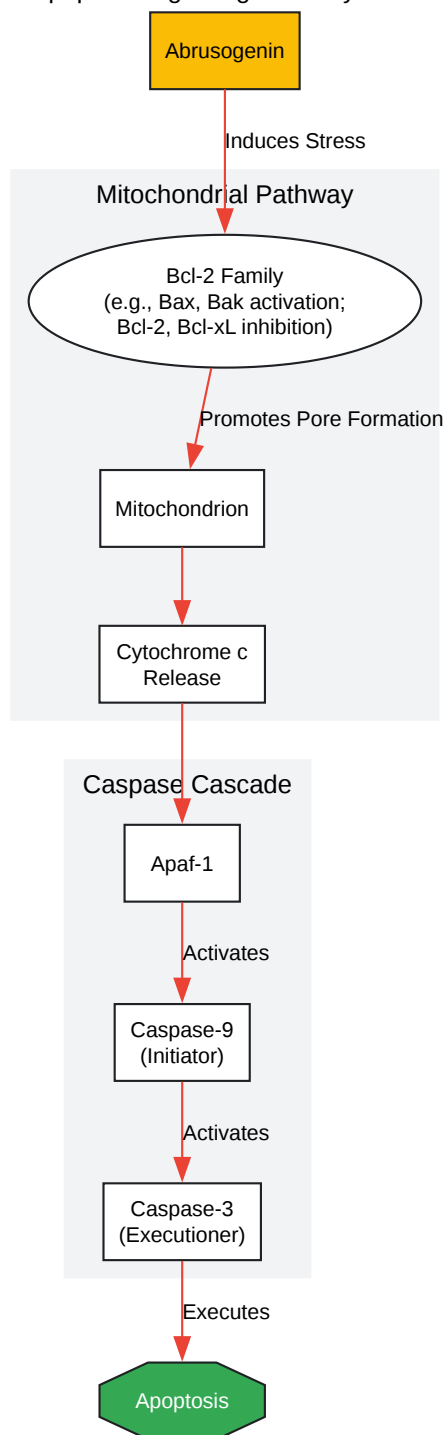 Abrusogenin
Induces Stress
Mitochondrial Pathway
Bcl-2 Family
(e.g., Bax, Bak activation;
Bcl-2, Bcl-xL inhibition)
Promotes Pore Formation
Mitochondrion
Cytochrome c
Release
Caspase Cascade
Apaf-1
Activates
Caspase-9
(Initiator)
Activates
Caspase-3
(Executioner)
Executes
Apoptosis